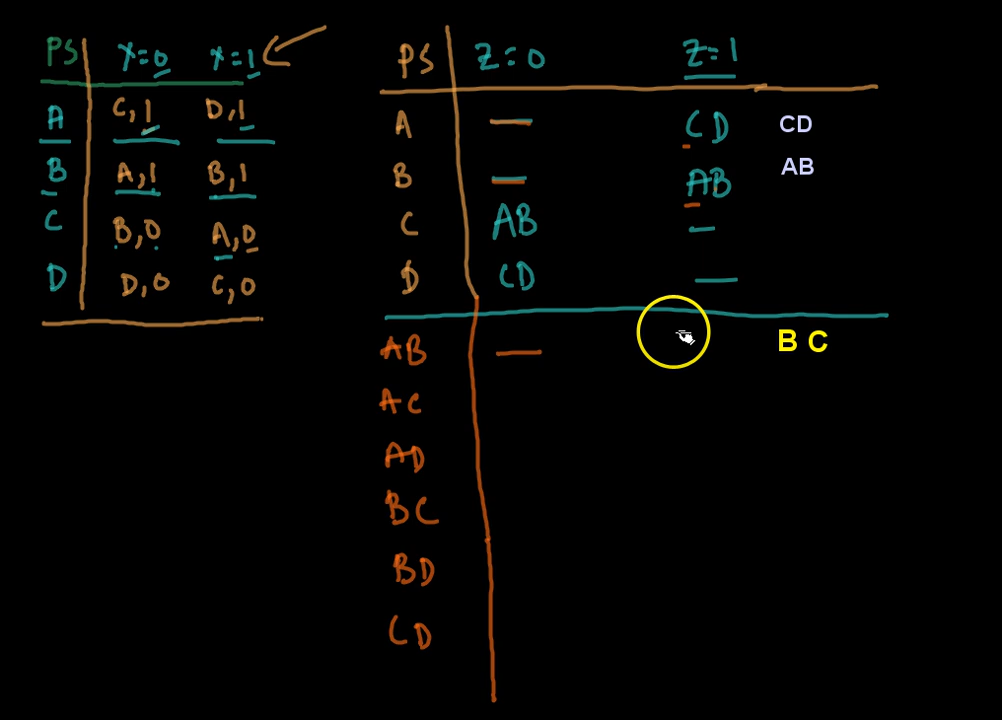 PS X=0 X=1
A C,1 D,1
B A,1 B,1
C B,0 A,0
D D,0 C,0
PS Z=0 Z=1
A — CD CD
B — AB AB
C AB —
D CD —
AB — B C
AC
AD
BC
BD
CD